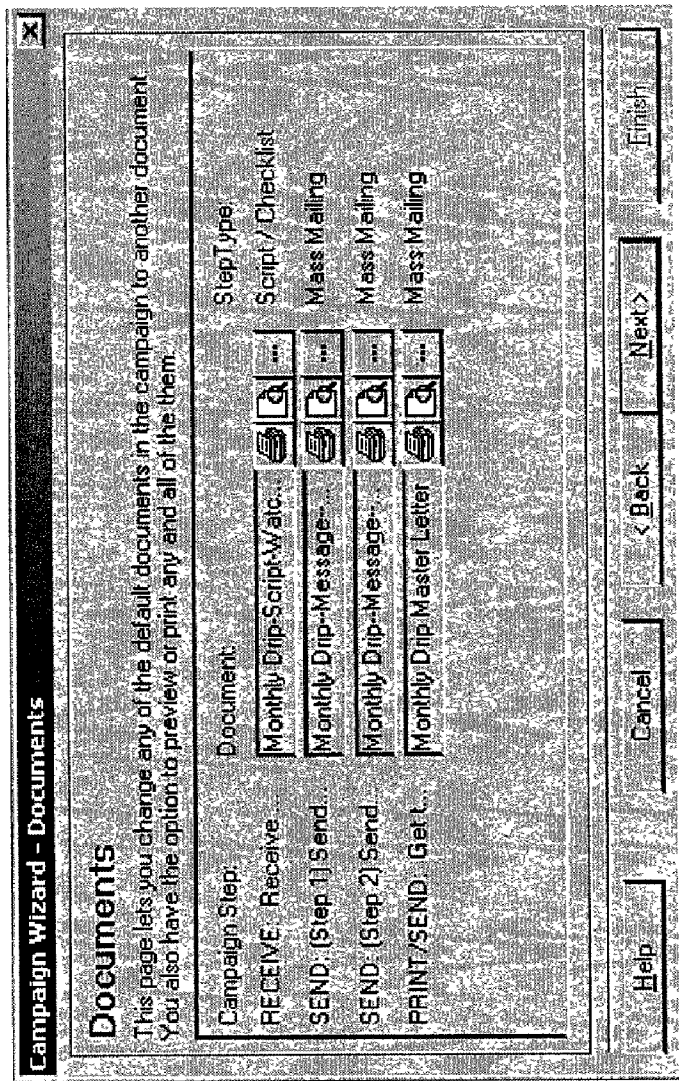 Campaign Wizard - Documents
Documents
This page lets you change any of the default documents in the campaign to another document
You also have the option to preview or print any and all of the them.
Campaign Step: Document: StepType:
RECEIVE: Receive... Monthly Drip-Script-Watc... ... Script / Checklist
SEND: (Step 1) Send... Monthly Drip--Message--... ... Mass Mailing
SEND: (Step 2) Send... Monthly Drip--Message--... ... Mass Mailing
PRINT/SEND: Get t... Monthly Drip Master Letter ... Mass Mailing
Help Cancel < Back Next > Finish